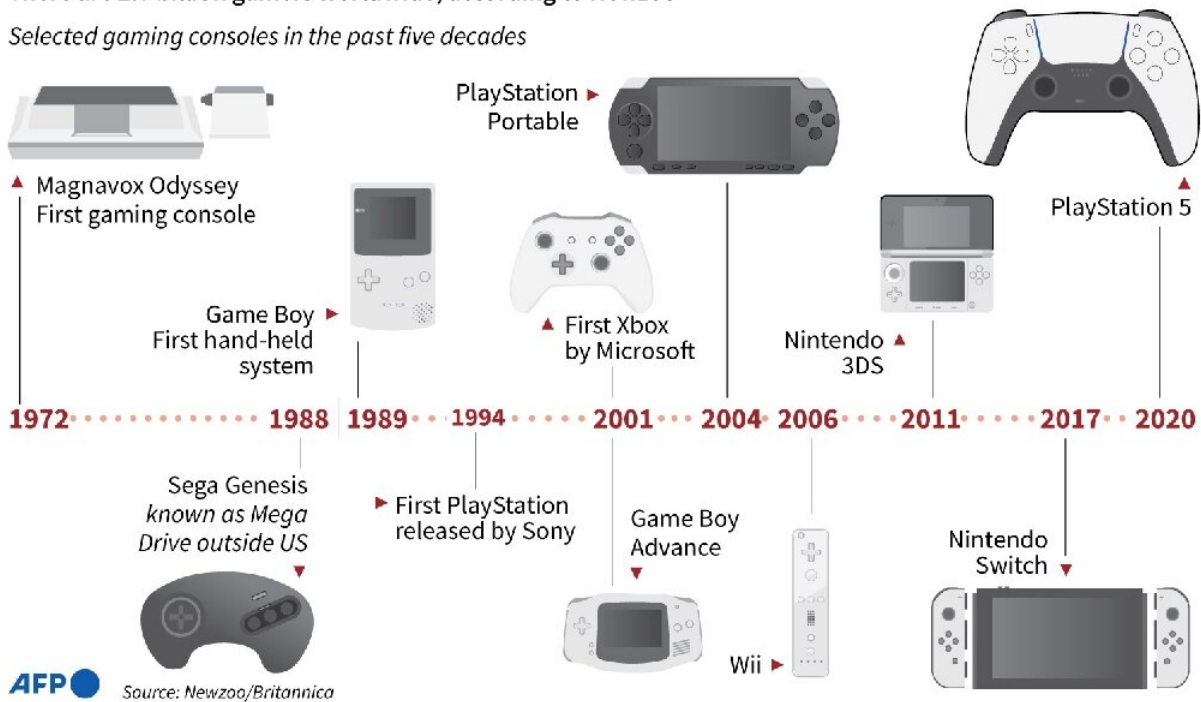 Selected gaming consoles in the past five decades
Magnavox Odyssey
First gaming console
Game Boy
First hand-held
system
First Xbox
by Microsoft
PlayStation
Portable
Nintendo
3DS
PlayStation 5
1972 1988 1989 1994 2001 2004 2006 2011 2017 2020
Sega Genesis
known as Mega
Drive outside US
First PlayStation
released by Sony
Game Boy
Advance
Wii
Nintendo
Switch
AFP
Source: Newzoo/Britannica